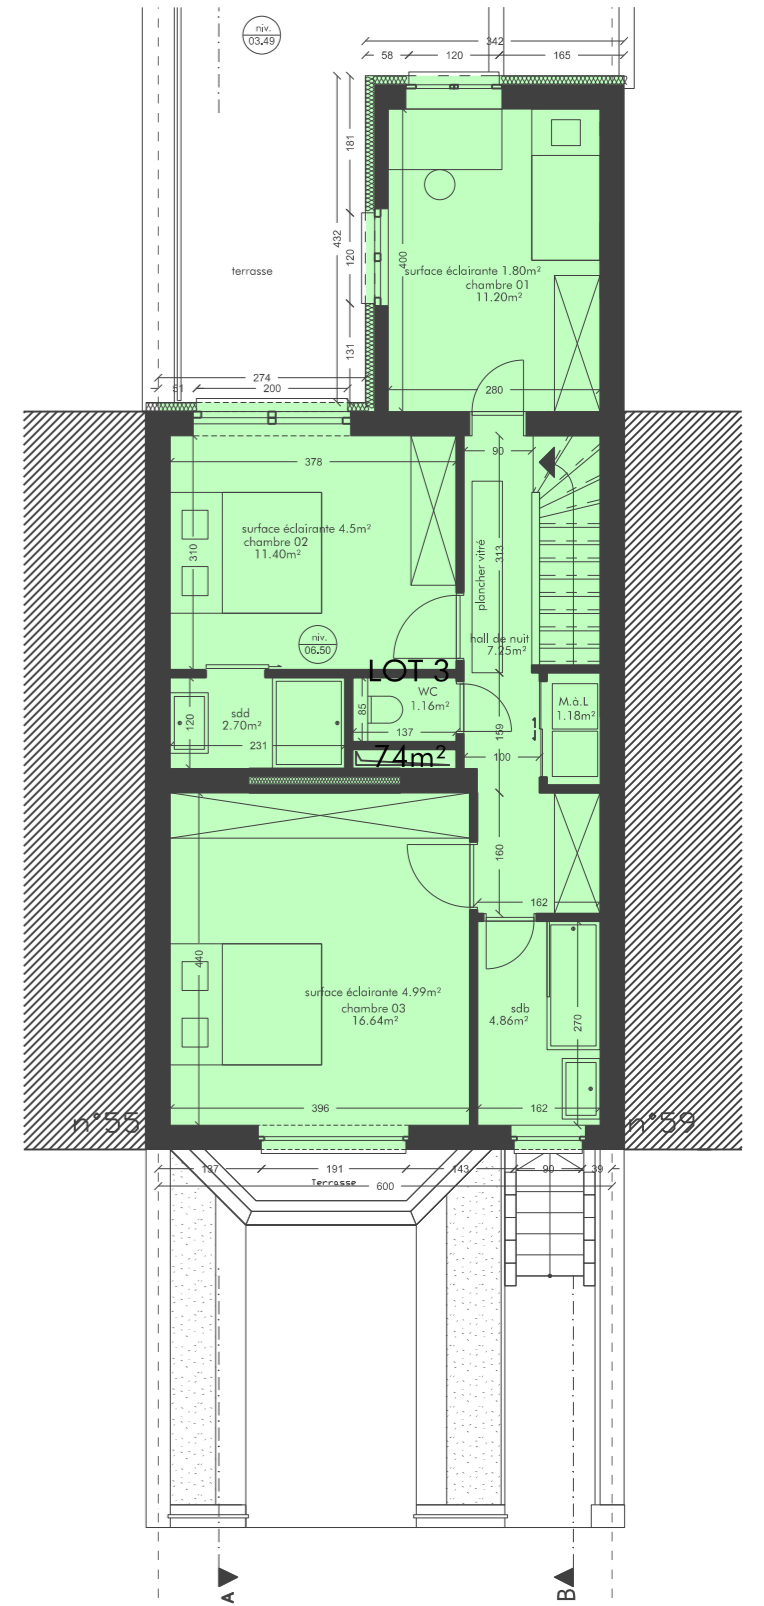 niv.
03.49
342
58
120
165
181
432
120
131
400
terrasse
surface éclairante 1.80m²
chambre 01
11.20m²
274
51
200
280
378
90
surface éclairante 4.5m²
chambre 02
11.40m²
310
313
plancher vitré
niv.
06.50
hall de nuit
7.25m²
LOT 3
WC
1.16m²
sdd
2.70m²
120
85
137
231
159
100
M.à.L
1.18m²
74m²
160
162
440
surface éclairante 4.99m²
chambre 03
16.64m²
sdb
4.86m²
270
396
162
n°55
n°59
137
191
143
90
39
Terrasse
600
A
B